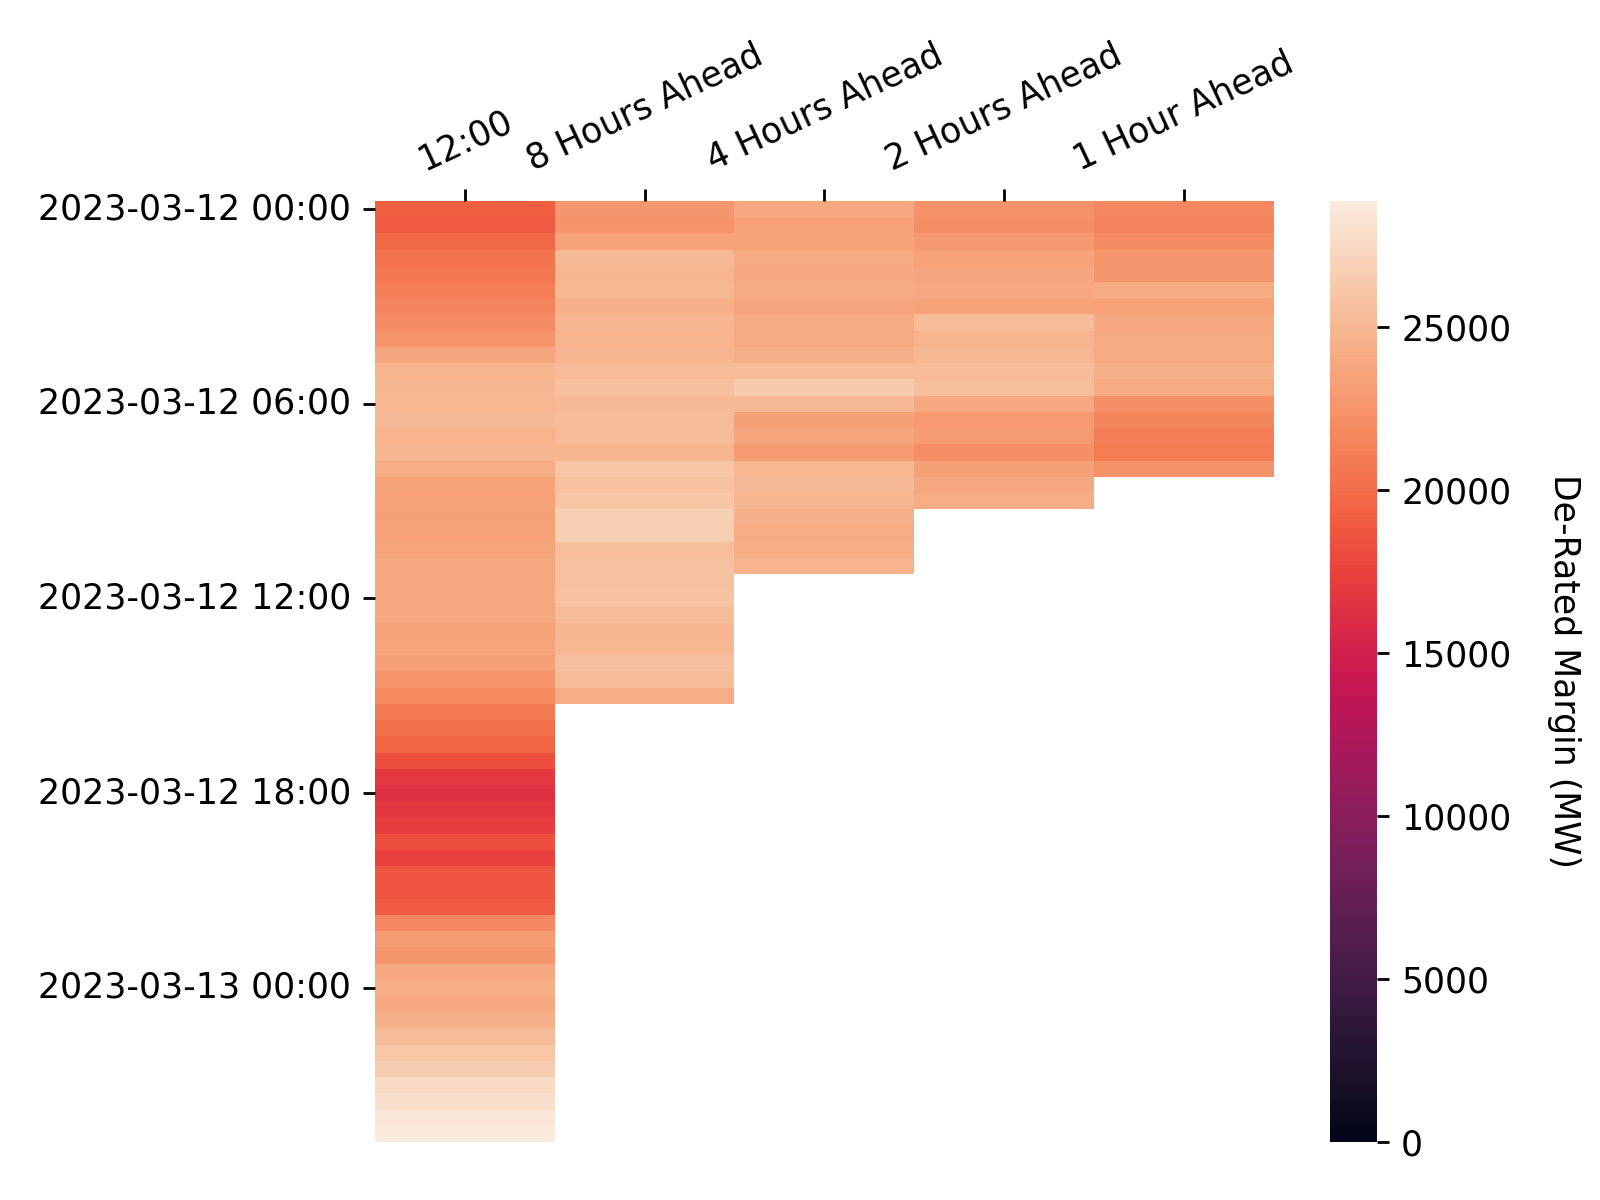 12:00
8 Hours Ahead
4 Hours Ahead
2 Hours Ahead
1 Hour Ahead
2023-03-12 00:00
2023-03-12 06:00
2023-03-12 12:00
2023-03-12 18:00
2023-03-13 00:00
25000
20000
15000
10000
5000
0
De-Rated Margin (MW)